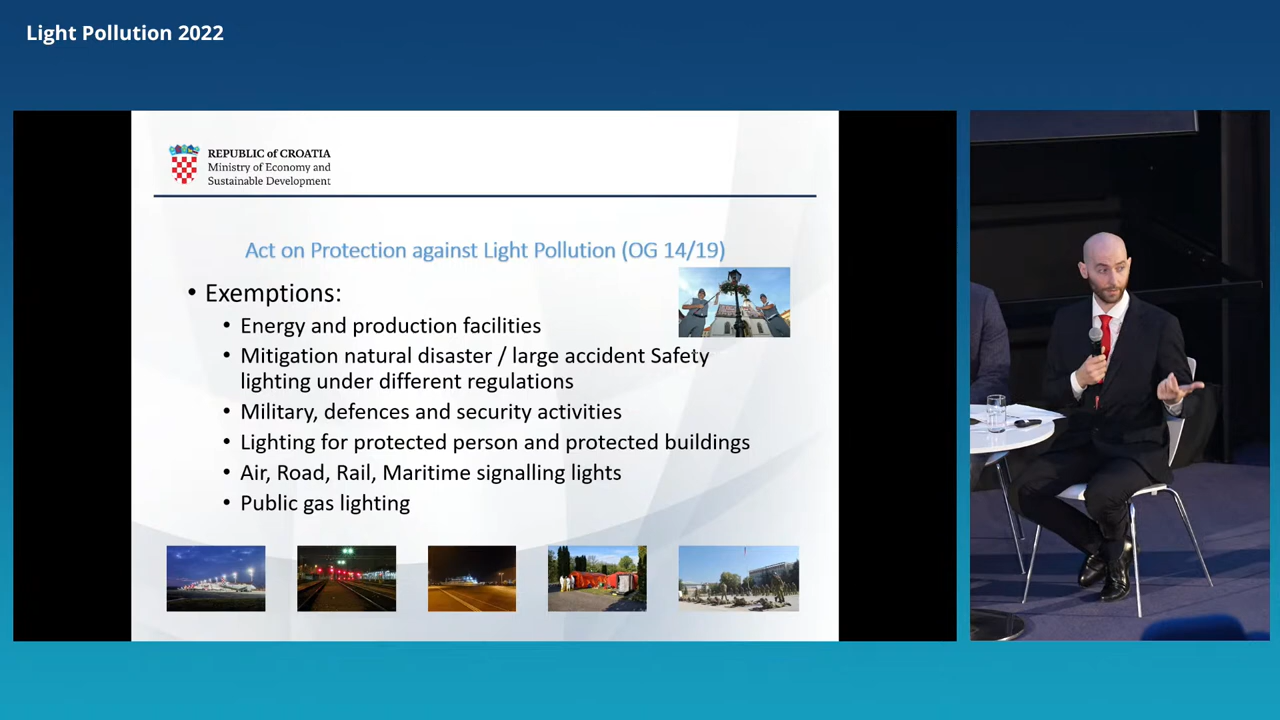 Light Pollution 2022
REPUBLIC of CROATIA
Ministry of Economy and
Sustainable Development
Act on Protection against Light Pollution (OG 14/19)
• Exemptions:
• Energy and production facilities
• Mitigation natural disaster / large accident Safety
lighting under different regulations
• Military, defences and security activities
• Lighting for protected person and protected buildings
• Air, Road, Rail, Maritime signalling lights
• Public gas lighting